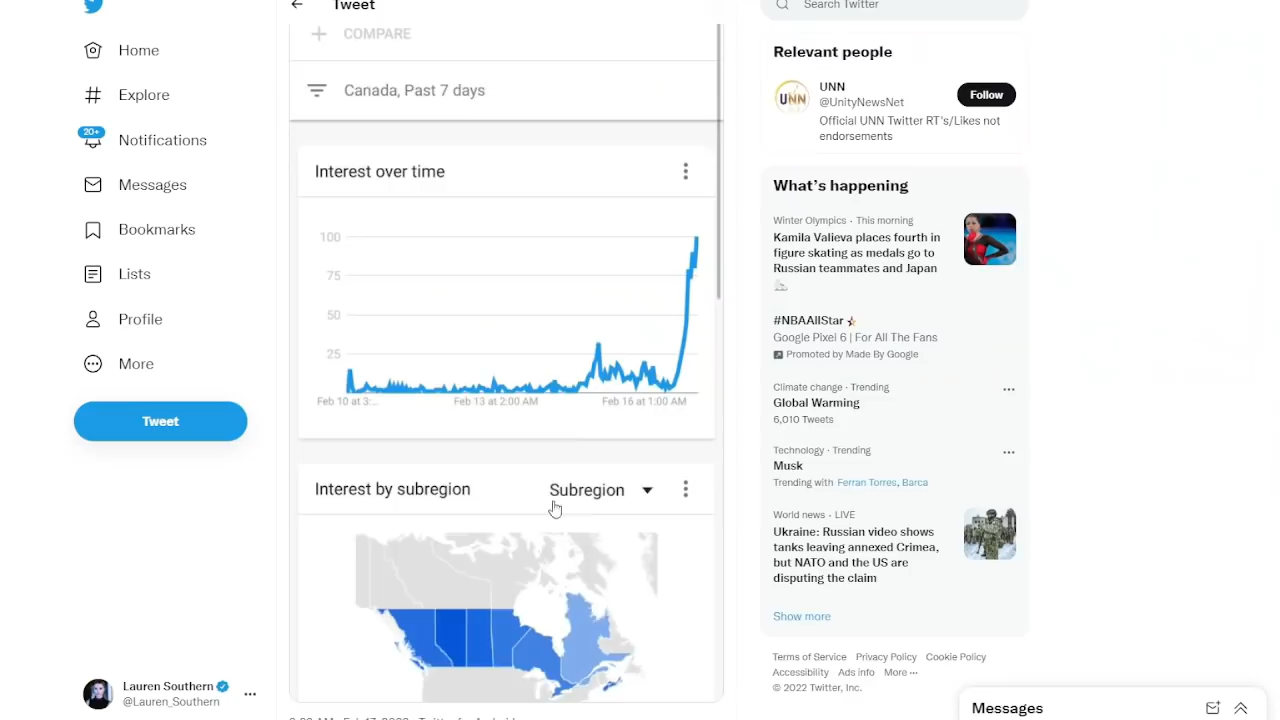 Tweet
Search Twitter
COMPARE
Relevant people
Home
UNN
@UnityNewsNet
Follow
Official UNN Twitter RT's/Likes not
endorsements
Explore
Canada, Past 7 days
20+
Notifications
Interest over time
Messages
What's happening
Bookmarks
Winter Olympics · This morning
Kamila Valieva places fourth in
figure skating as medals go to
Russian teammates and Japan
100
75
50
25
Feb 10 at 3:...
Feb 13 at 2:00 AM
Feb 16 at 1:00 AM
Lists
Profile
#NBAAllStar
Google Pixel 6 | For All The Fans
Promoted by Made By Google
More
Climate change · Trending
Global Warming
6,010 Tweets
Tweet
Technology · Trending
Musk
Trending with Ferran Torres, Barca
Interest by subregion
Subregion
World news · LIVE
Ukraine: Russian video shows
tanks leaving annexed Crimea,
but NATO and the US are
disputing the claim
Show more
Terms of Service Privacy Policy Cookie Policy
Accessibility Ads info More ···
© 2022 Twitter, Inc.
Lauren Southern
@Lauren_Southern
Messages